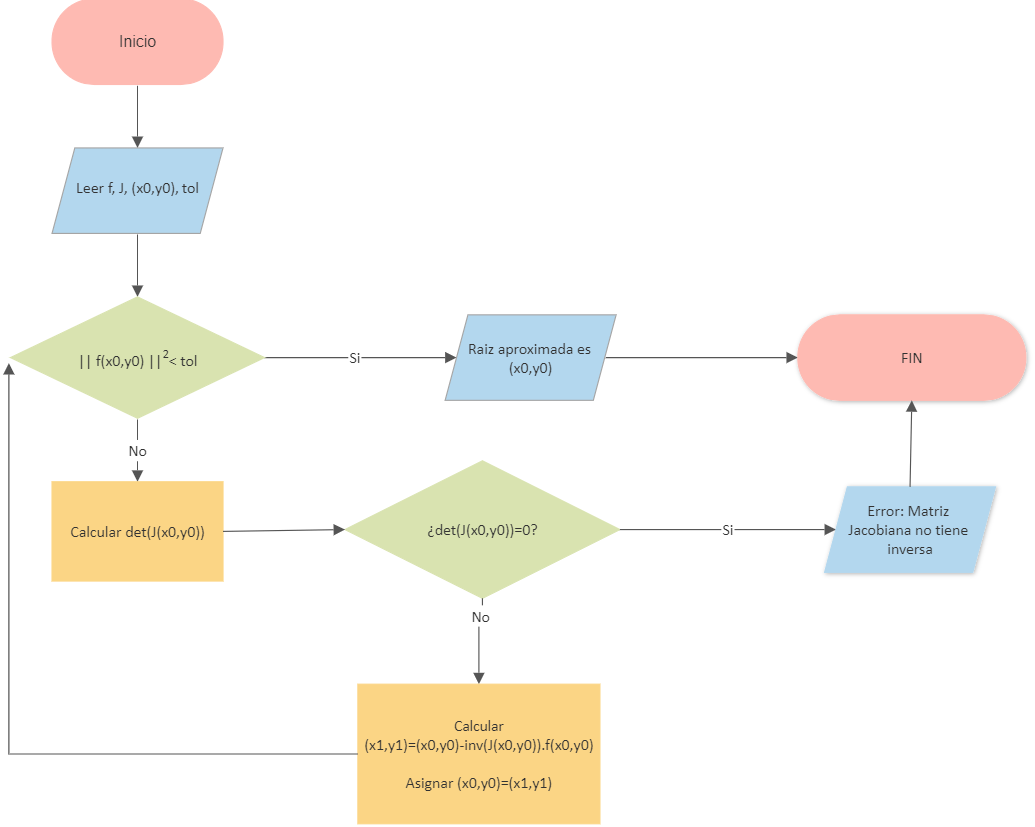 Inicio
Leer f, J, (x0,y0), tol
|| f(x0,y0) ||²< tol
Si
Raiz aproximada es
(x0,y0)
FIN
No
Calcular det(J(x0,y0))
¿det(J(x0,y0))=0?
Si
Error: Matriz
Jacobiana no tiene
inversa
No
Calcular
(x1,y1)=(x0,y0)-inv(J(x0,y0)).f(x0,y0)
Asignar (x0,y0)=(x1,y1)